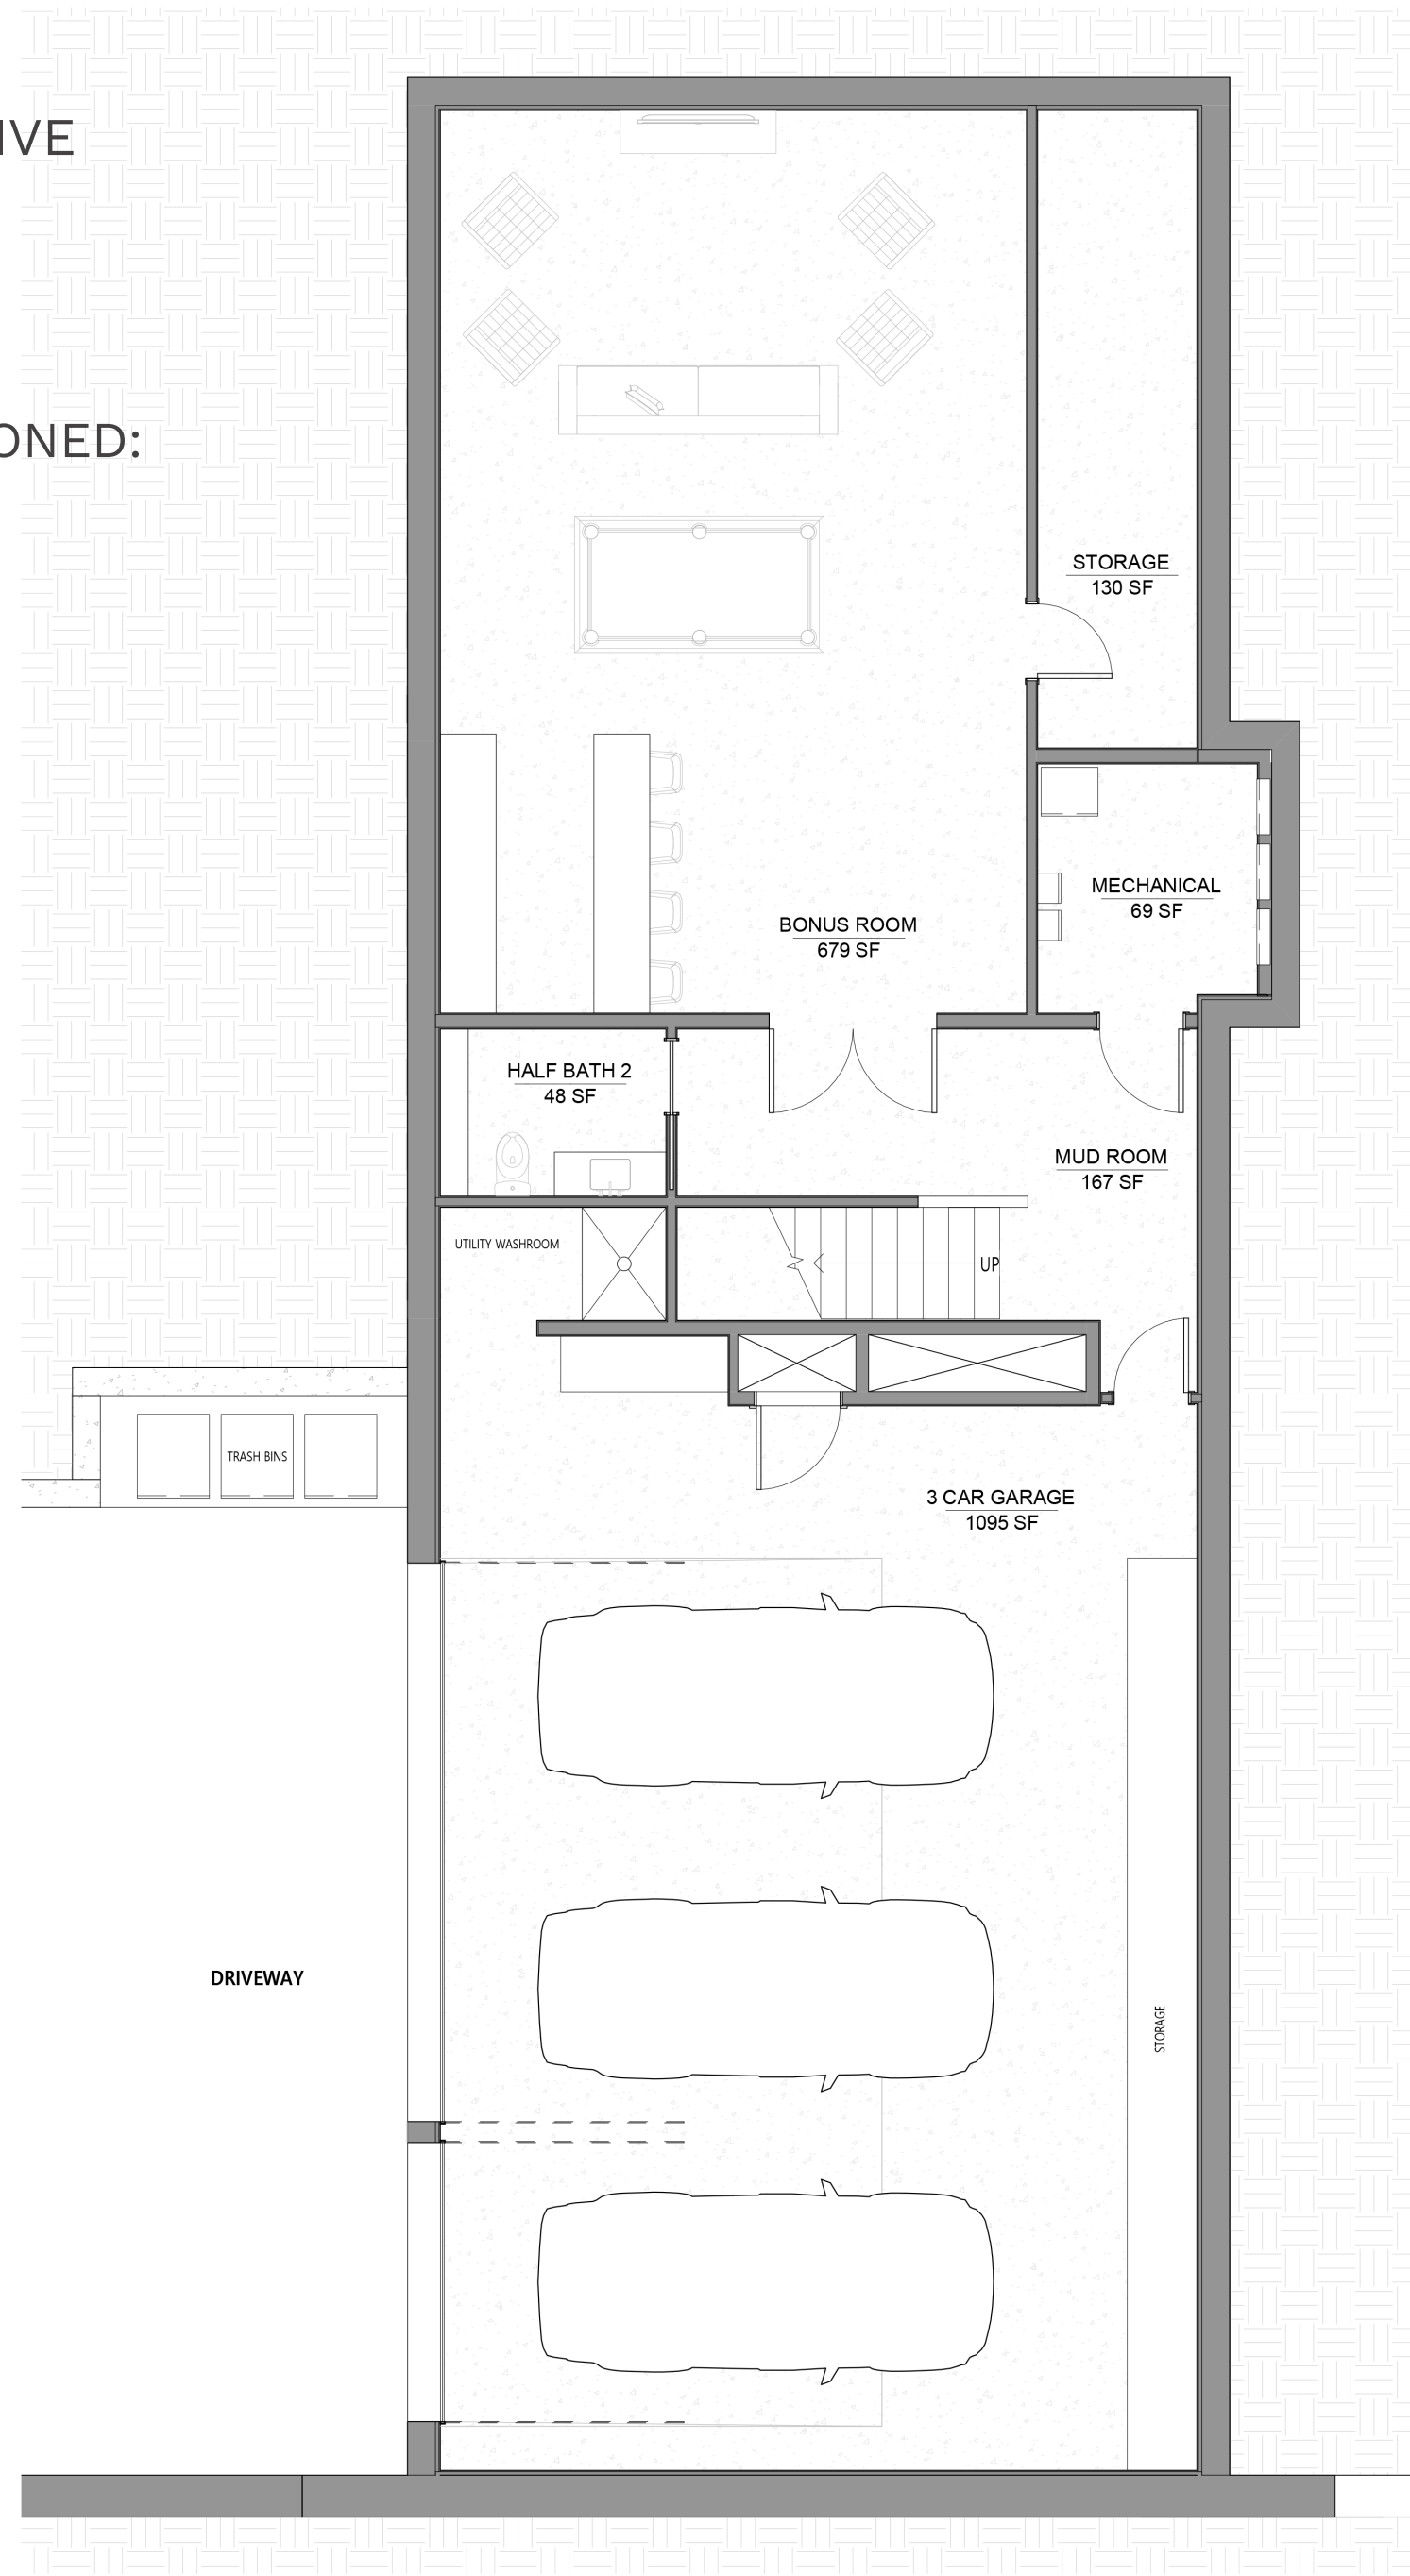 IVE
ONED:
STORAGE
130 SF
MECHANICAL
69 SF
BONUS ROOM
679 SF
HALF BATH 2
48 SF
MUD ROOM
167 SF
UTILITY WASHROOM
UP
TRASH BINS
3 CAR GARAGE
1095 SF
DRIVEWAY
STORAGE